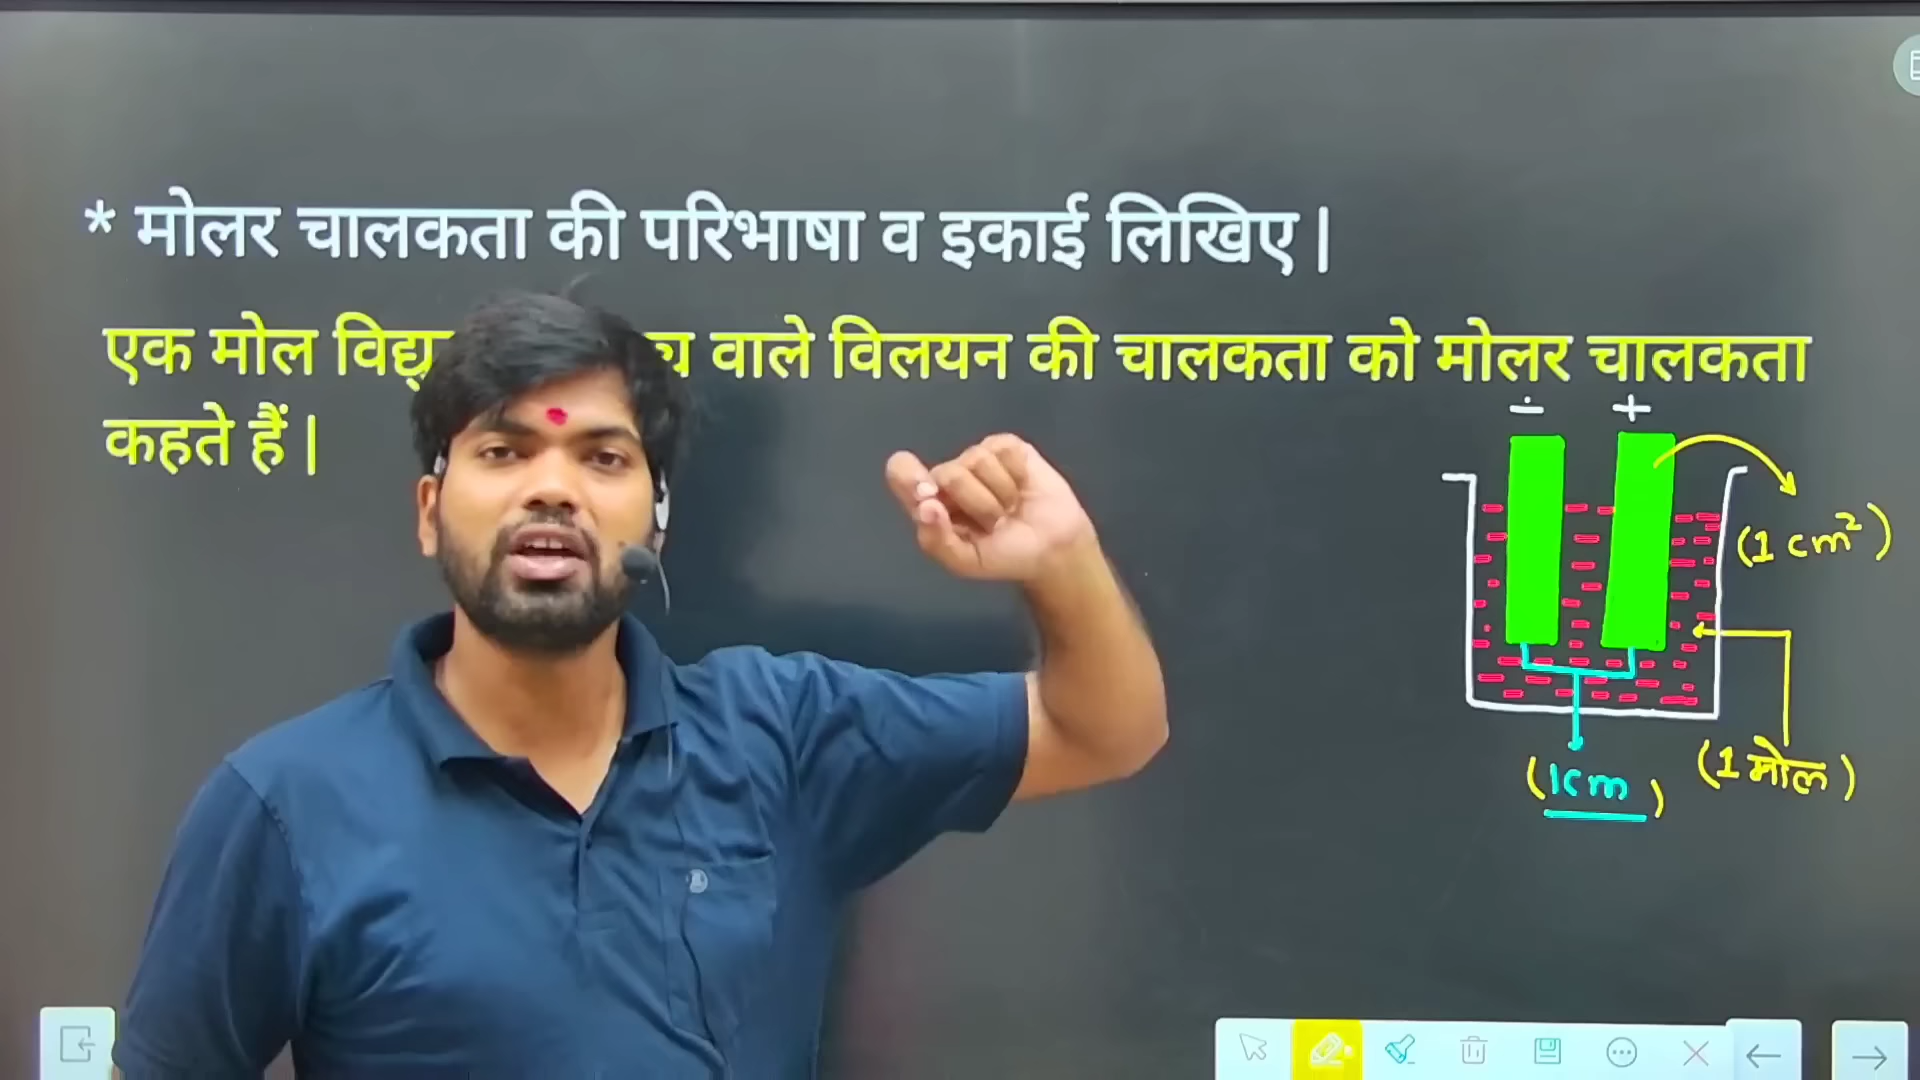 * मोलर चालकता की परिभाषा व इकाई लिखिए |
एक मोल वाले विलयन की चालकता को मोलर चालकता
कहते हैं |
- +
(1 cm²)
(1 मोल)
(1cm)